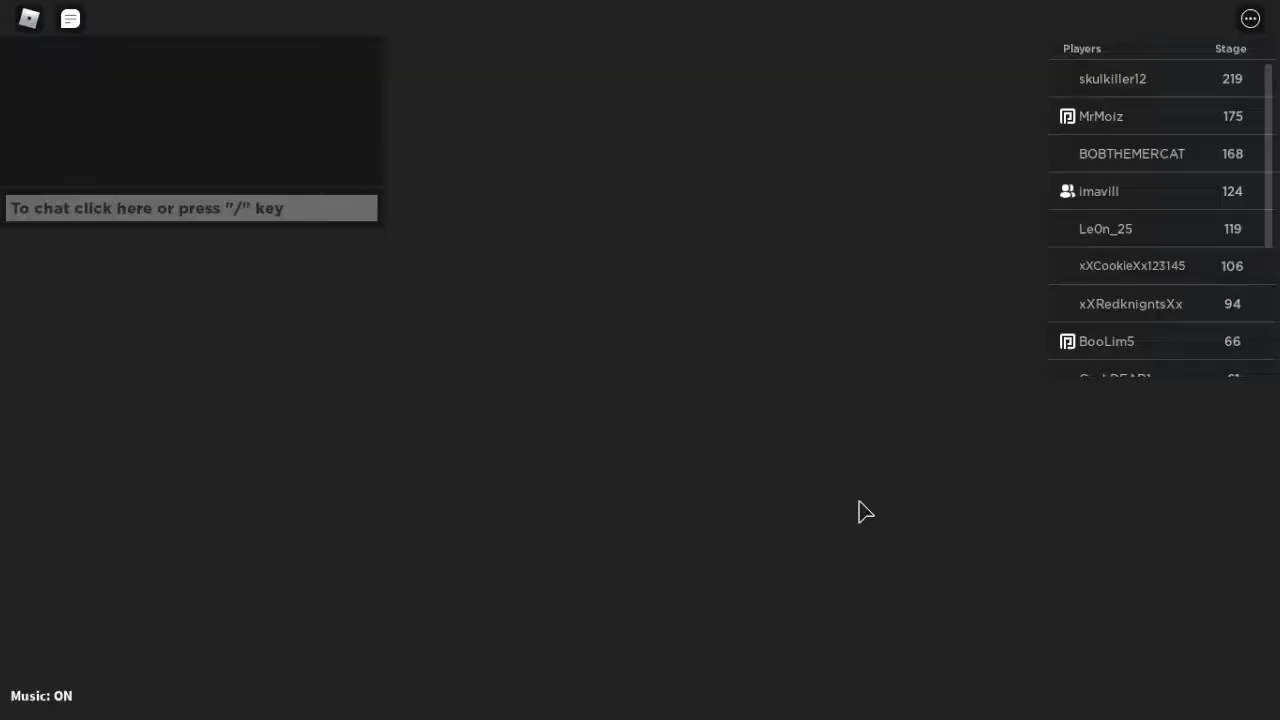 Players Stage
skulkiller12 219
MrMoiz 175
BOBTHEMERCAT 168
To chat click here or press "/" key
imavill 124
Le0n_25 119
xXCookieXx123145 106
xXRedknigntsXx 94
BooLim5 66
Music: ON